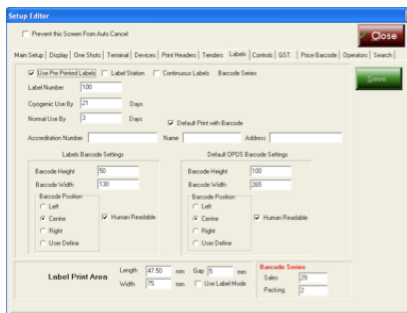 Setup Editor
Prevent this Screen From Auto Cancel
Close
Main Setup Display One Shots Terminal Devices Print Headers Tendies Labels Controls GST Price Barcode Operators Search
Use Pre Printed Labels Label Station Continuous Labels Barcode Series
Save
Label Number 100
Cryogenic Use By 21 Days
Normal Use By 3 Days Default Print with Barcode
Accreditation Number Name Address
Labels Barcode Settings Default OPOS Barcode Settings
Barcode Height 50 Barcode Height 100
Barcode Width 130 Barcode Width 265
Barcode Position Barcode Position
Left Left
Centre Human Readable Centre Human Readable
Right Right
User Define User Define
Label Print Area Length 47.50 mm Gap 5 mm Barcode Series
Sales 29
Width 75 mm Use Label Mode Packing 2